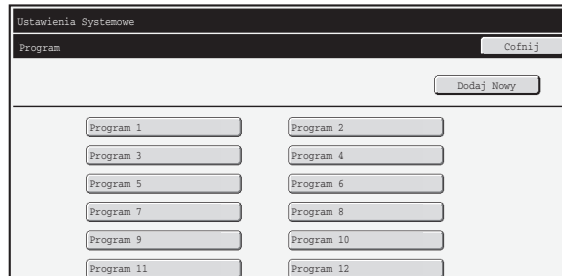 Ustawienia Systemowe
Program
Cofnij
Dodaj Nowy
Program 1 Program 2
Program 3 Program 4
Program 5 Program 6
Program 7 Program 8
Program 9 Program 10
Program 11 Program 12